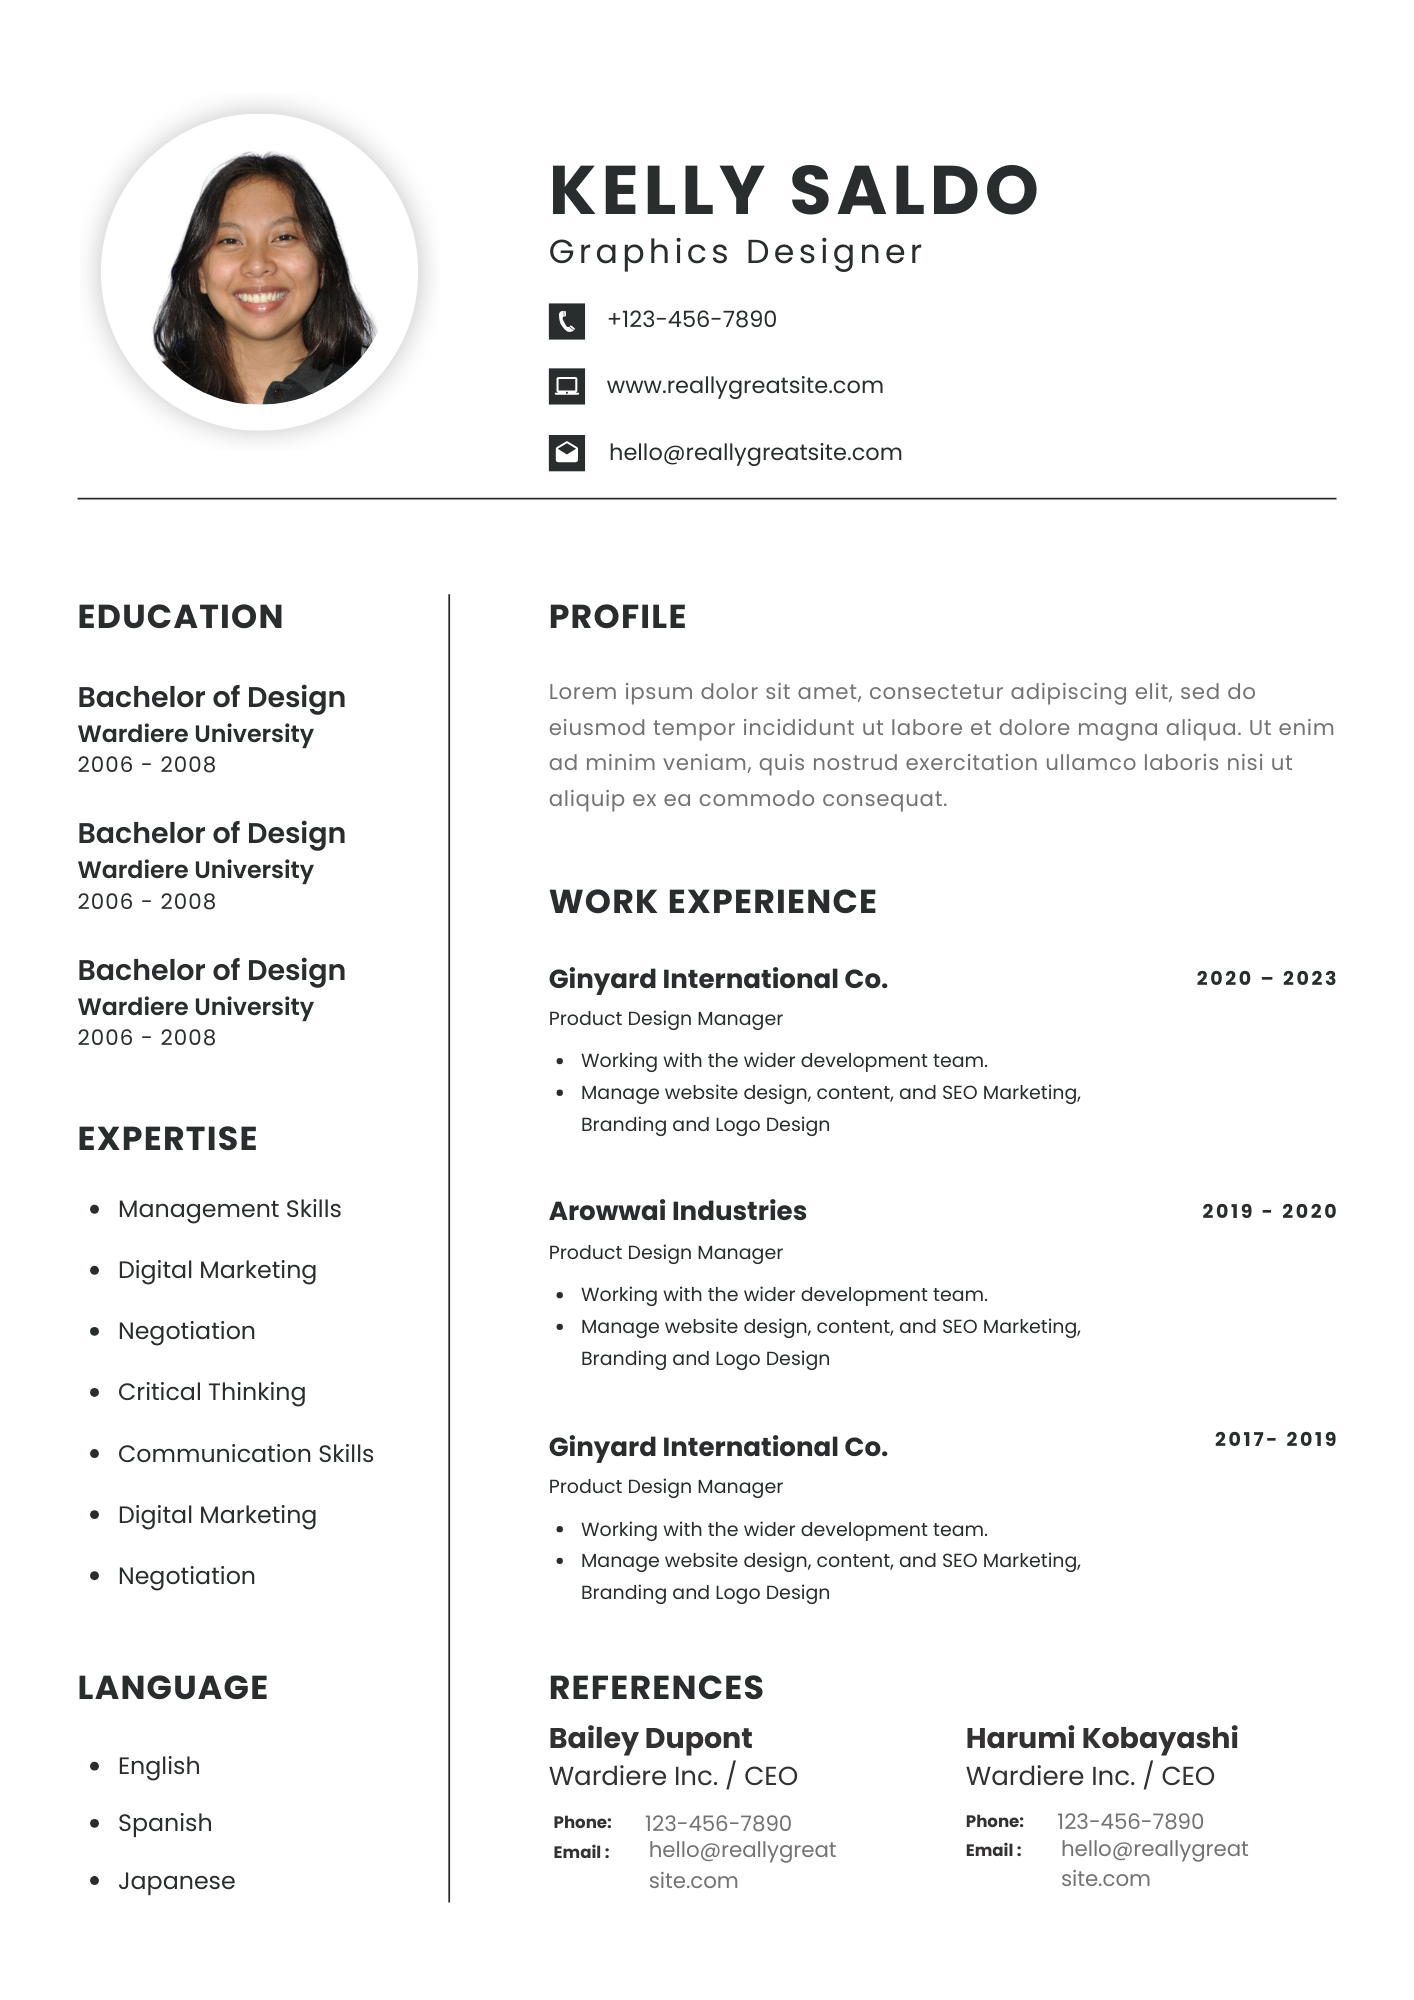 KELLY SALDO
Graphics Designer
+123-456-7890
www.reallygreatsite.com
hello@reallygreatsite.com
EDUCATION
Bachelor of Design
Wardiere University
2006 - 2008
Bachelor of Design
Wardiere University
2006 - 2008
Bachelor of Design
Wardiere University
2006 - 2008
EXPERTISE
• Management Skills
• Digital Marketing
• Negotiation
• Critical Thinking
• Communication Skills
• Digital Marketing
• Negotiation
LANGUAGE
• English
• Spanish
• Japanese
PROFILE
Lorem ipsum dolor sit amet, consectetur adipiscing elit, sed do
eiusmod tempor incididunt ut labore et dolore magna aliqua. Ut enim
ad minim veniam, quis nostrud exercitation ullamco laboris nisi ut
aliquip ex ea commodo consequat.
WORK EXPERIENCE
Ginyard International Co. 2020 – 2023
Product Design Manager
• Working with the wider development team.
• Manage website design, content, and SEO Marketing,
Branding and Logo Design
Arowwai Industries 2019 - 2020
Product Design Manager
• Working with the wider development team.
• Manage website design, content, and SEO Marketing,
Branding and Logo Design
Ginyard International Co. 2017- 2019
Product Design Manager
• Working with the wider development team.
• Manage website design, content, and SEO Marketing,
Branding and Logo Design
REFERENCES
Bailey Dupont
Wardiere Inc. / CEO
Phone: 123-456-7890
Email : hello@reallygreat
site.com
Harumi Kobayashi
Wardiere Inc. / CEO
Phone: 123-456-7890
Email : hello@reallygreat
site.com